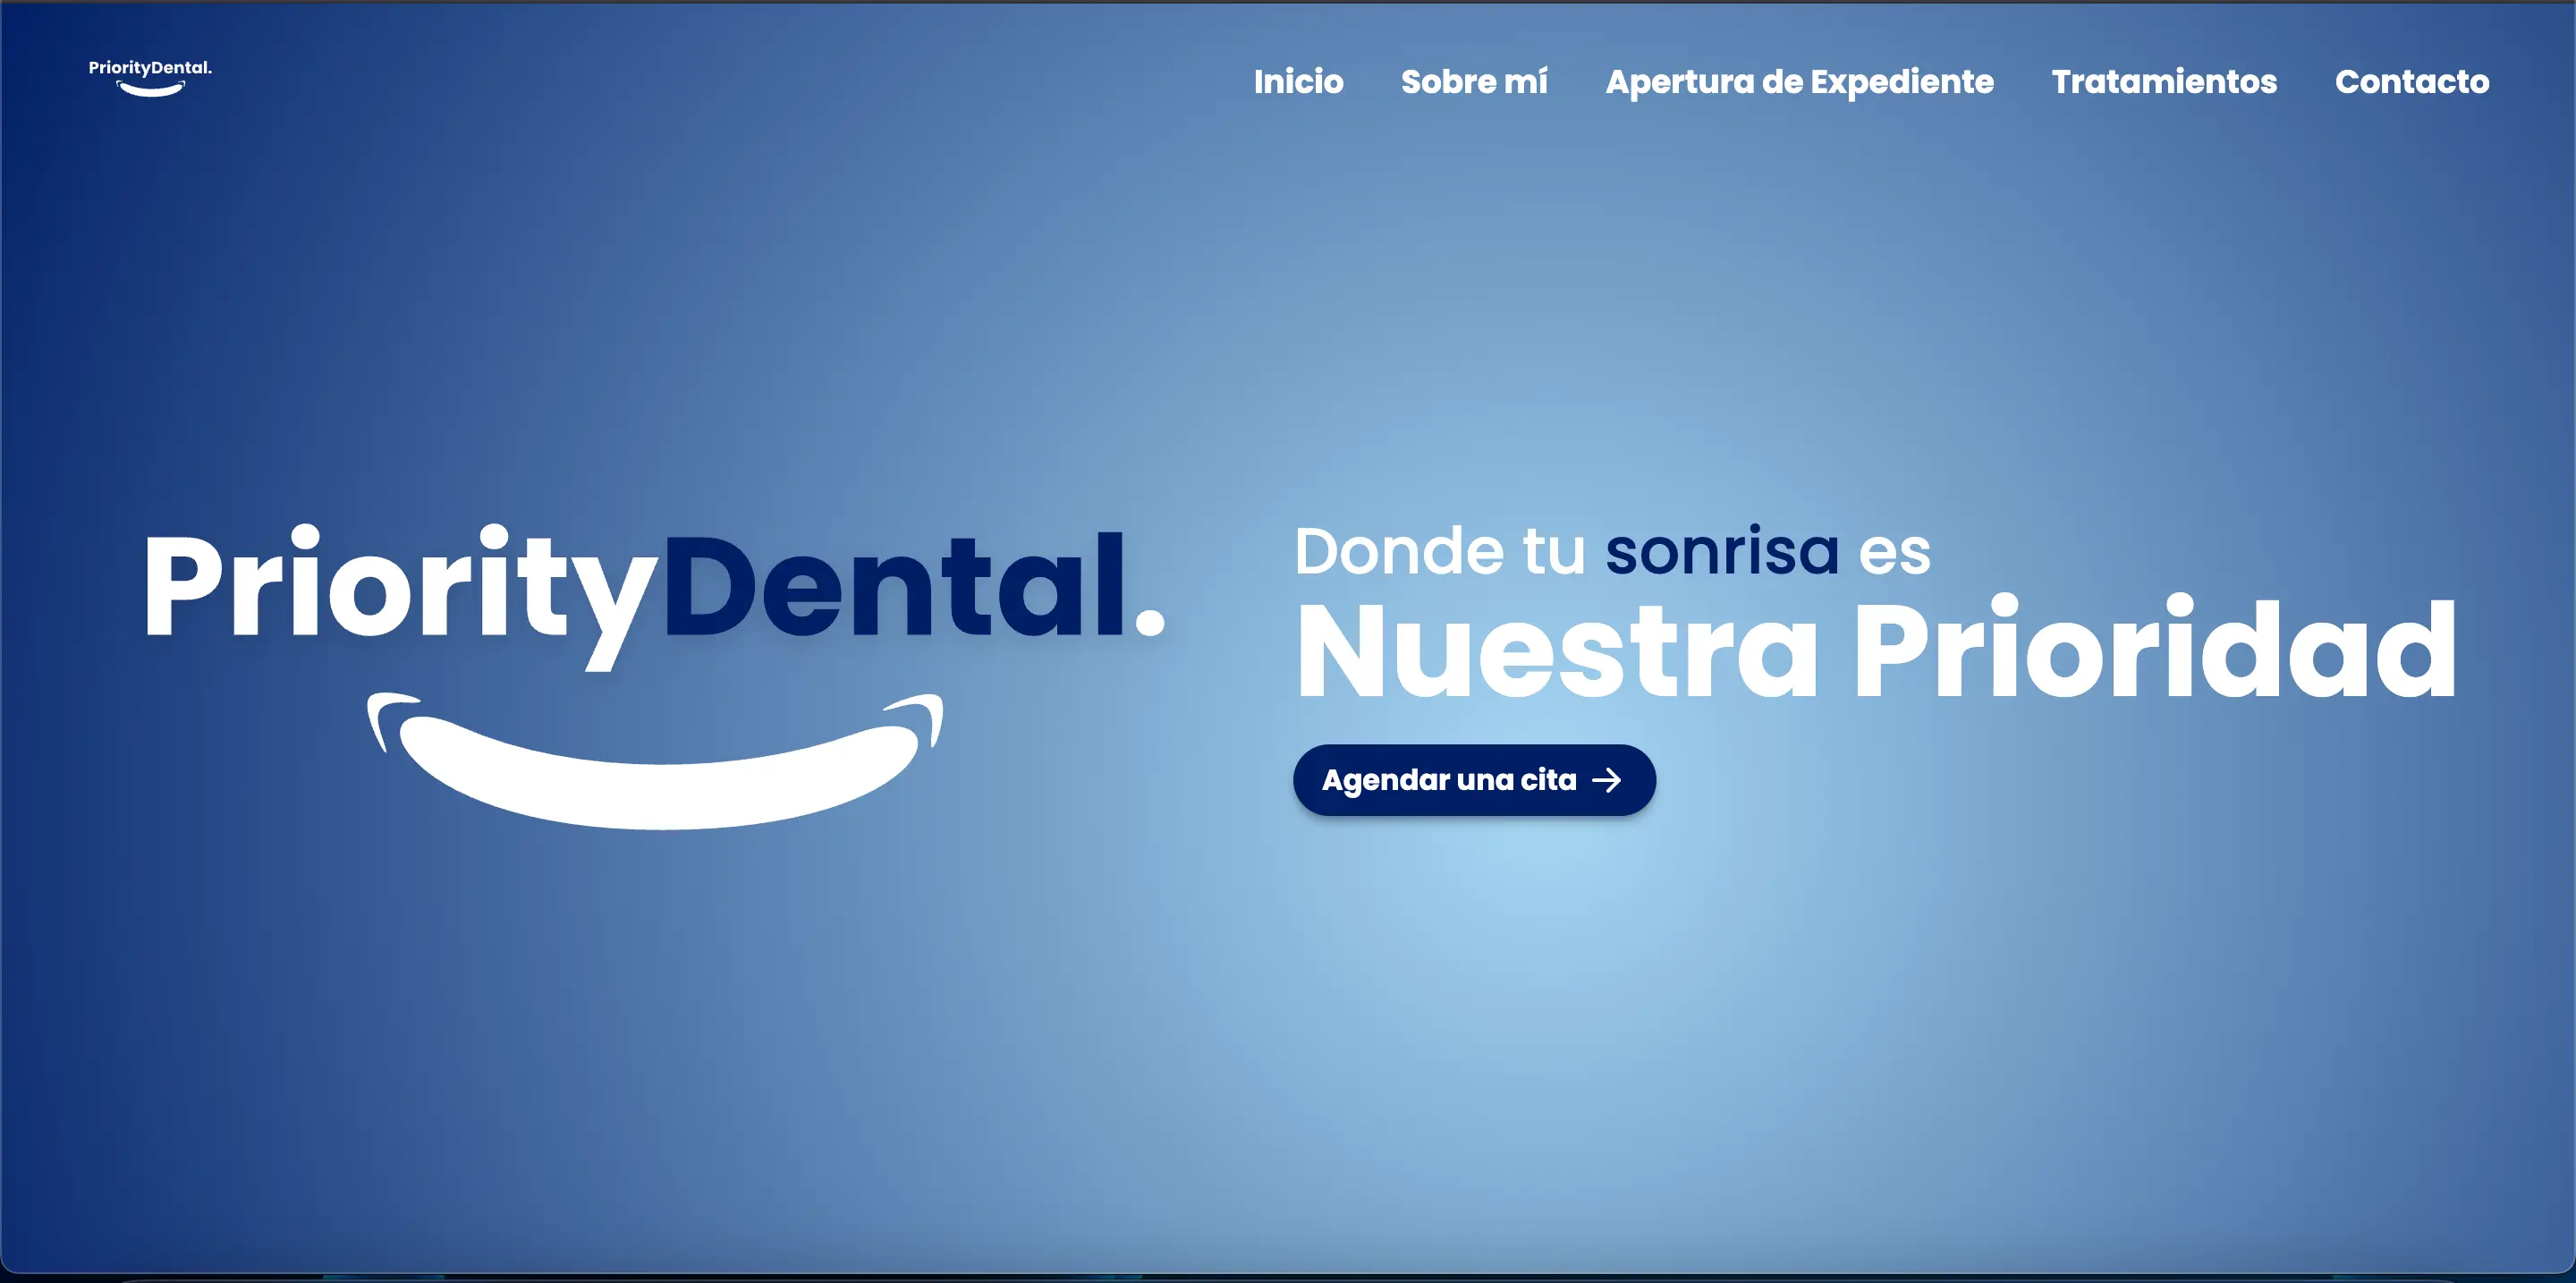 PriorityDental.
Inicio Sobre mí Apertura de Expediente Tratamientos Contacto
PriorityDental.
Donde tu sonrisa es
Nuestra Prioridad
Agendar una cita